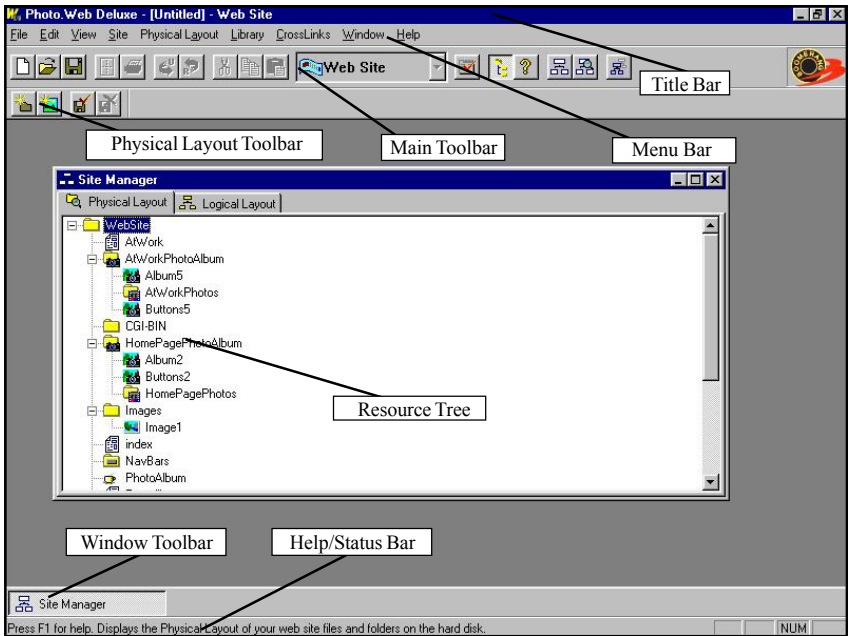 Photo.Web Deluxe - [Untitled] - Web Site
File Edit View Site Physical Layout Library CrossLinks Window Help
Web Site
Title Bar
Physical Layout Toolbar
Main Toolbar
Menu Bar
Site Manager
Physical Layout Logical Layout
WebSite
AtWork
AtWorkPhotoAlbum
Album5
AtWorkPhotos
Buttons5
CGI-BIN
HomePagePhotoAlbum
Album2
Buttons2
HomePagePhotos
Resource Tree
Images
Image1
index
NavBars
PhotoAlbum
Window Toolbar
Help/Status Bar
Site Manager
Press F1 for help. Displays the Physical Layout of your web site files and folders on the hard disk.
NUM